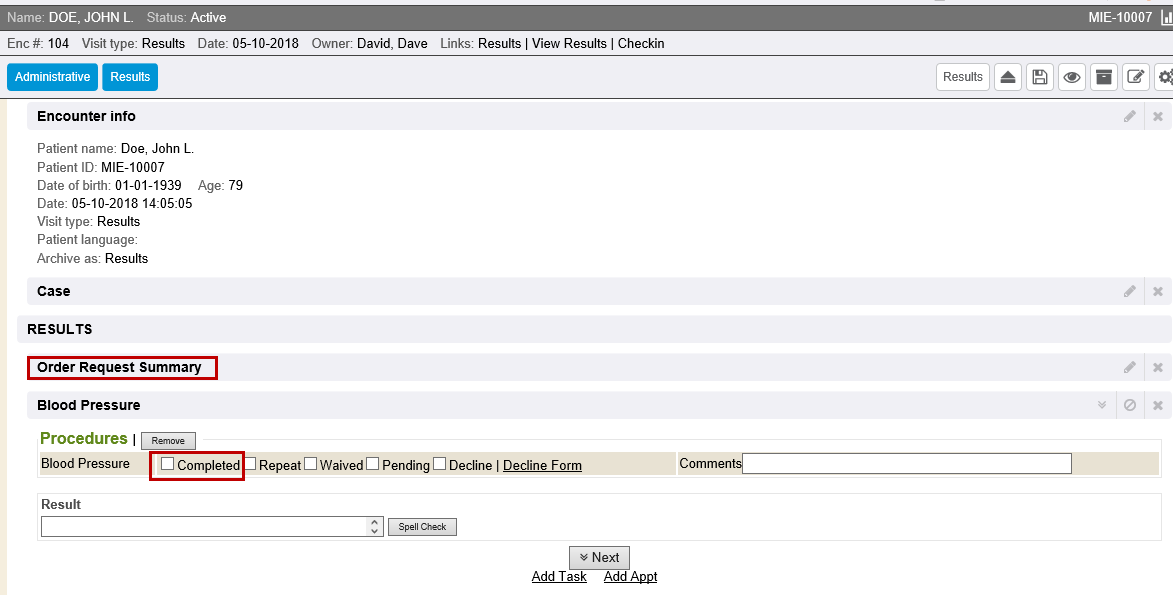 Name: DOE, JOHN L. Status: Active MIE-10007
Enc #: 104 Visit type: Results Date: 05-10-2018 Owner: David, Dave Links: Results | View Results | Checkin
Administrative Results Results
Encounter info
Patient name: Doe, John L.
Patient ID: MIE-10007
Date of birth: 01-01-1939 Age: 79
Date: 05-10-2018 14:05:05
Visit type: Results
Patient language:
Archive as: Results
Case
RESULTS
Order Request Summary
Blood Pressure
Procedures | Remove
Blood Pressure Completed Repeat Waived Pending Decline | Decline Form Comments
Result
Spell Check
Next
Add Task Add Appt